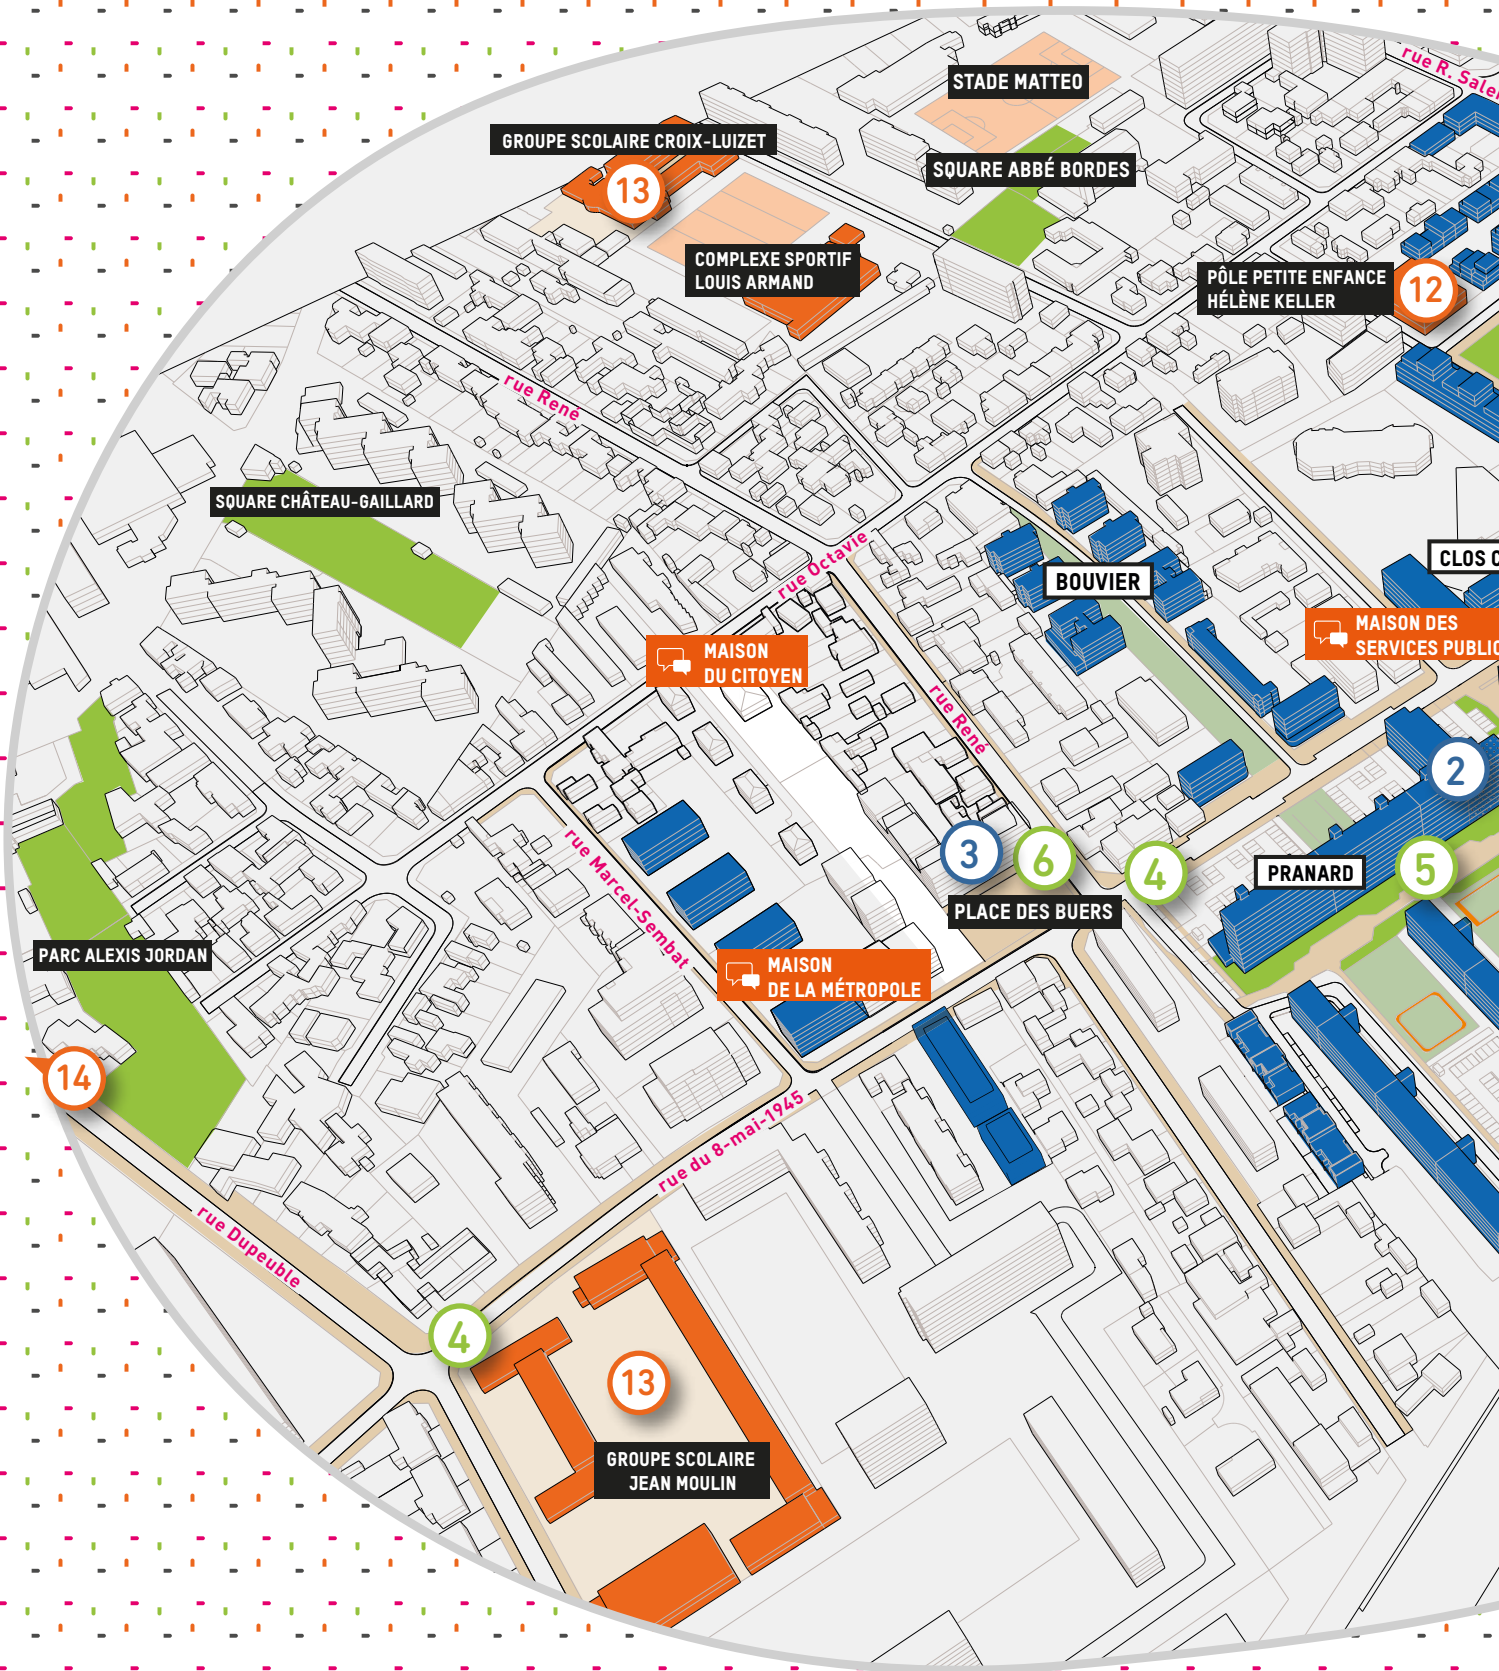 rue R. Saler
STADE MATTEO
GROUPE SCOLAIRE CROIX-LUIZET
13
SQUARE ABBÉ BORDES
COMPLEXE SPORTIF
LOUIS ARMAND
PÔLE PETITE ENFANCE
HÉLÈNE KELLER
12
rue René
SQUARE CHÂTEAU-GAILLARD
rue Octavie
BOUVIER
CLOS C
MAISON DES
SERVICES PUBLIC
MAISON
DU CITOYEN
rue René
2
rue Marcel-Sembat
3
6
4
PRANARD
5
PLACE DES BUERS
PARC ALEXIS JORDAN
MAISON
DE LA MÉTROPOLE
14
rue du 8-mai-1945
rue Dupeuble
4
13
GROUPE SCOLAIRE
JEAN MOULIN